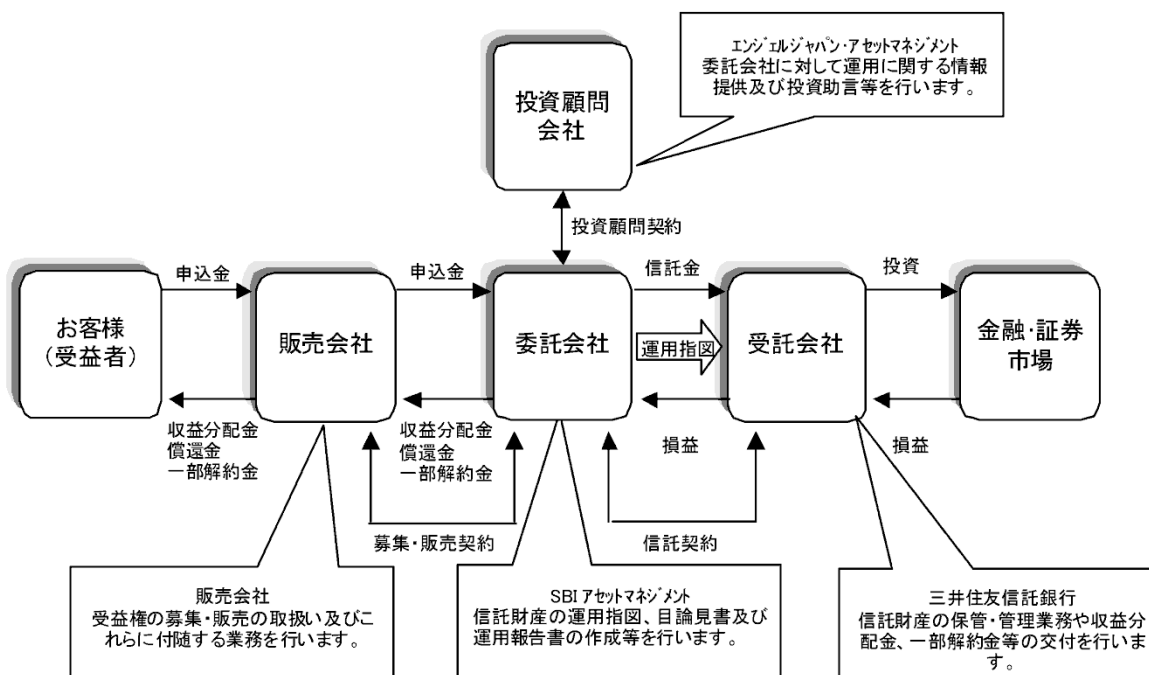 エンジェルジャパン・アセットマネジメント
委託会社に対して運用に関する情報
提供及び投資助言等を行います。
投資顧問
会社
投資顧問契約
申込金
申込金
信託金
投資
お客様
（受益者）
販売会社
委託会社
運用指図
受託会社
金融・証券
市場
収益分配金
償還金
一部解約金
収益分配金
償還金
一部解約金
損益
損益
募集・販売契約
信託契約
販売会社
受益権の募集・販売の取扱い及びこ
れらに付随する業務を行います。
SBIアセットマネジメント
信託財産の運用指図、目論見書及び
運用報告書の作成等を行います。
三井住友信託銀行
信託財産の保管・管理業務や収益分
配金、一部解約金等の交付を行いま
す。